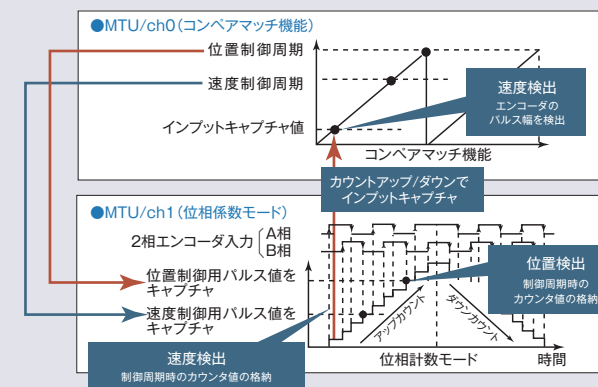 ●MTU/ch0（コンペアマッチ機能）
位置制御周期
速度制御周期
インプットキャプチャ値
速度検出
エンコーダの
パルス幅を検出
コンペアマッチ機能
カウントアップ/ダウンで
インプットキャプチャ
●MTU/ch1（位相係数モード）
2相エンコーダ入力
A相
B相
位置制御用パルス値を
キャプチャ
速度制御用パルス値を
キャプチャ
位置検出
制御周期時の
カウンタ値の格納
アップカウント
ダウンカウント
速度検出
制御周期時のカウンタ値の格納
位相計数モード
時間